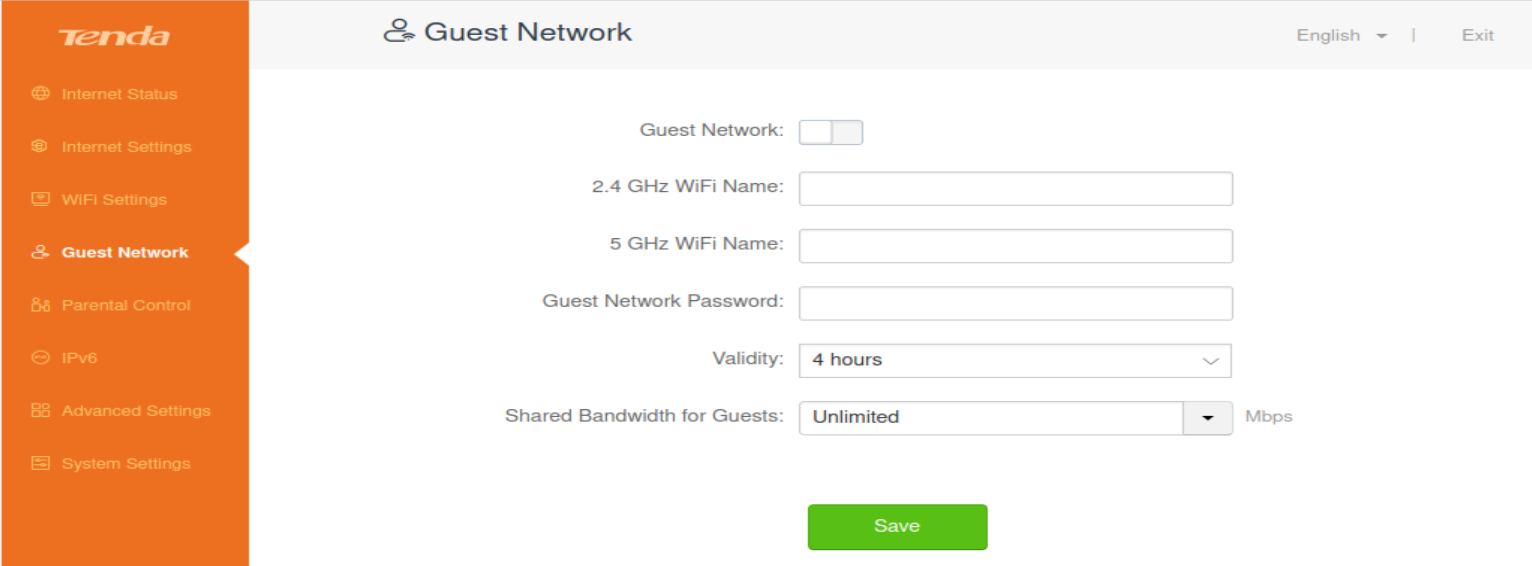 Tenda
Guest Network
English
Exit
Internet Status
Internet Settings
WiFi Settings
Guest Network
Parental Control
IPv6
Advanced Settings
System Settings
Guest Network:
2.4 GHz WiFi Name:
5 GHz WiFi Name:
Guest Network Password:
Validity: 4 hours
Shared Bandwidth for Guests: Unlimited Mbps
Save